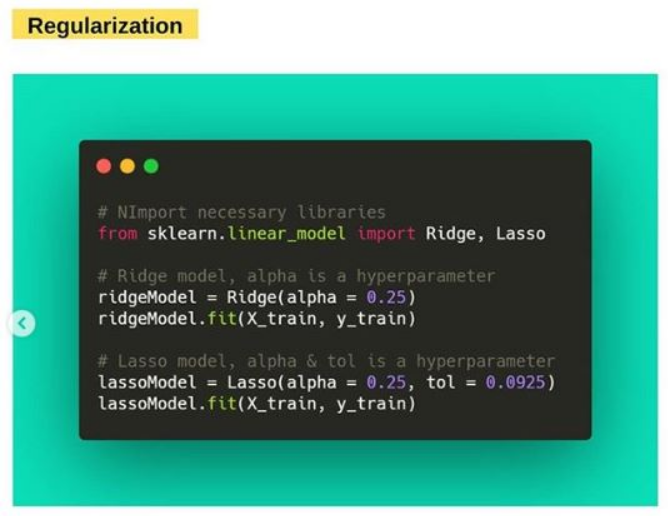 Regularization
# NImport necessary libraries
from sklearn.linear_model import Ridge, Lasso
# Ridge model, alpha is a hyperparameter
ridgeModel = Ridge(alpha = 0.25)
ridgeModel.fit(X_train, y_train)
# Lasso model, alpha & tol is a hyperparameter
lassoModel = Lasso(alpha = 0.25, tol = 0.0925)
lassoModel.fit(X_train, y_train)